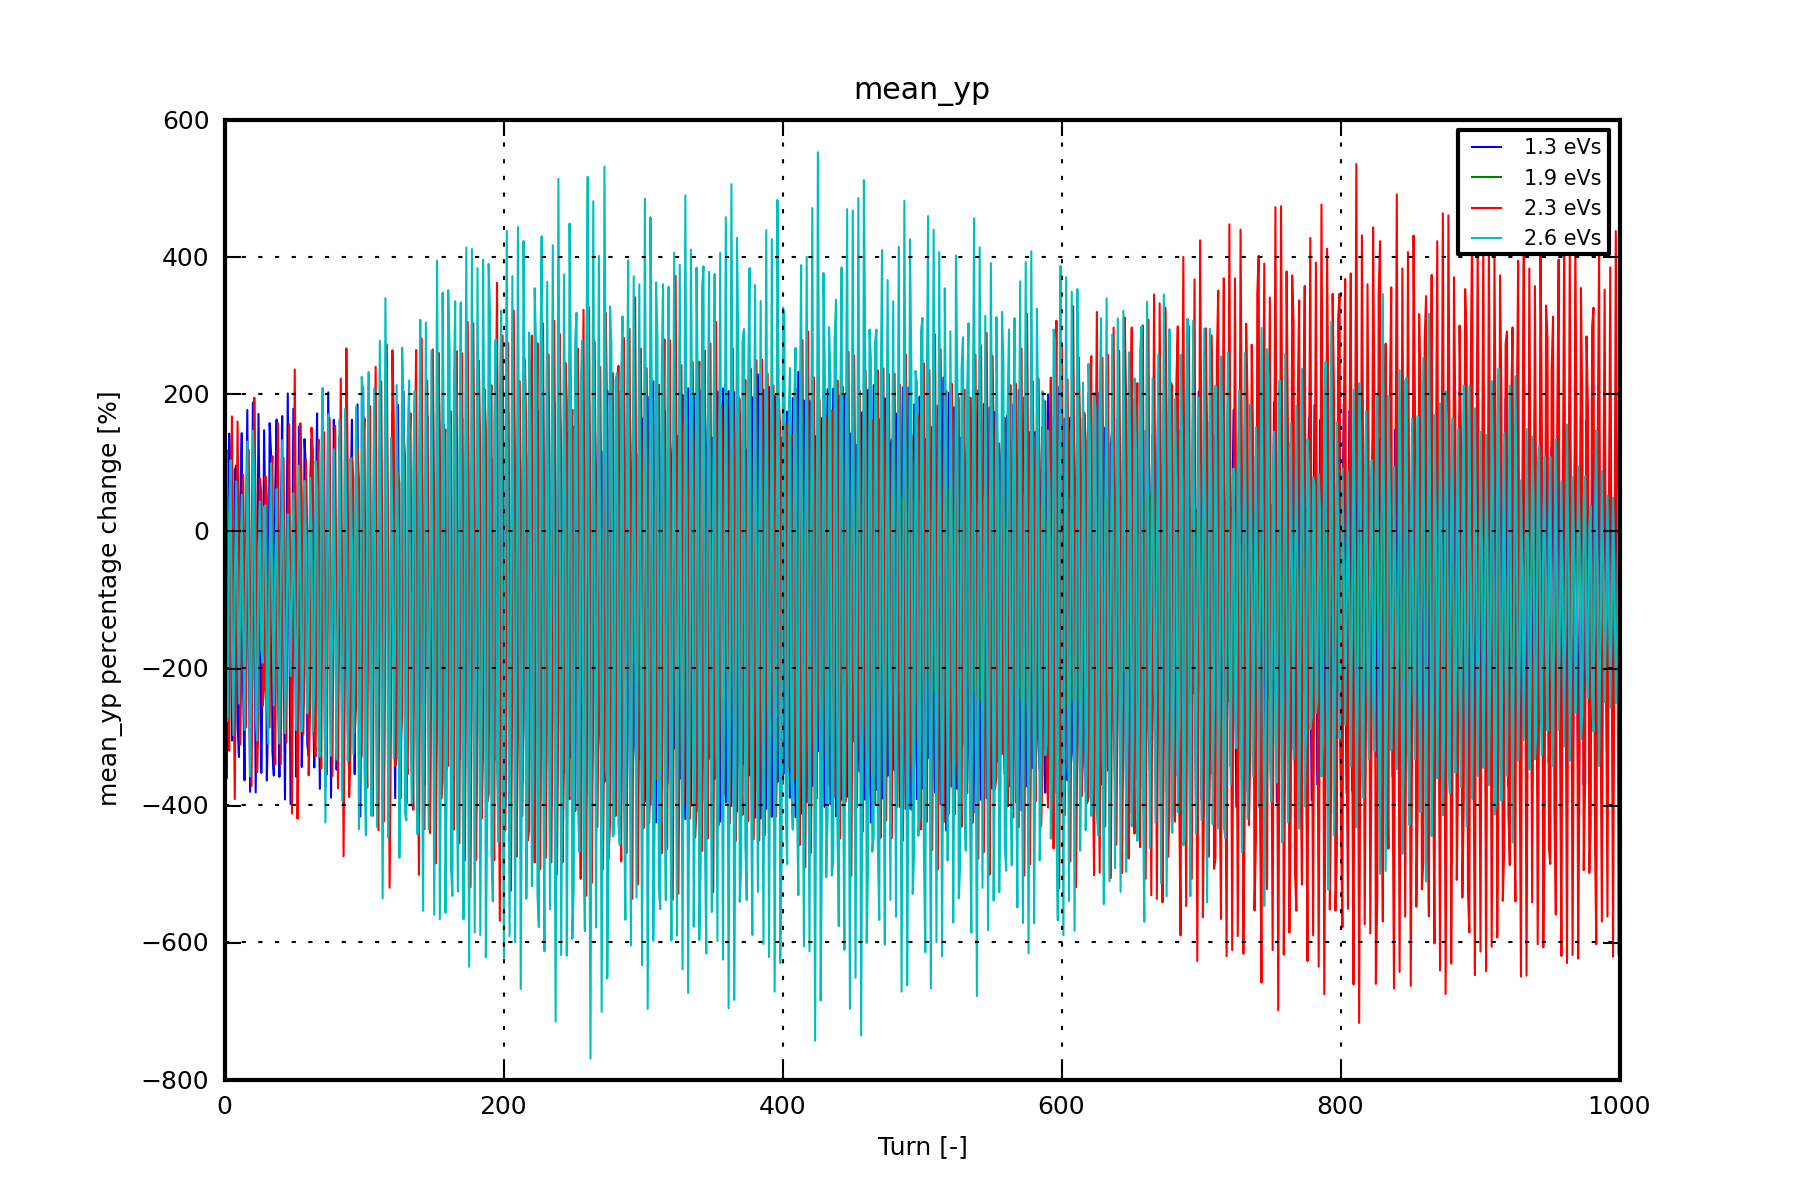 mean_yp
600
400
200
0
−200
−400
−600
−800
mean_yp percentage change [%]
1.3 eVs
1.9 eVs
2.3 eVs
2.6 eVs
0 200 400 600 800 1000
Turn [-]